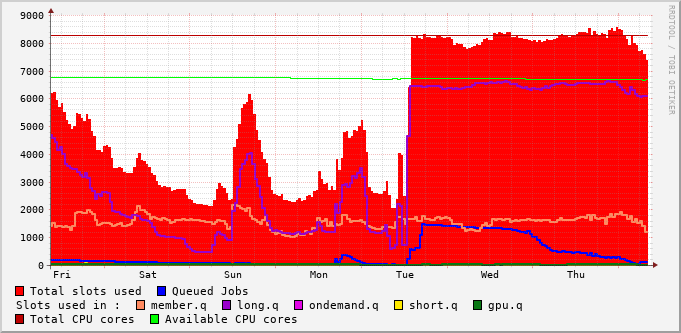 9000
8000
7000
6000
5000
4000
3000
2000
1000
0
Fri Sat Sun Mon Tue Wed Thu
RRDTOOL / TOBI OETIKER
Total slots used Queued Jobs
Slots used in : member.q long.q ondemand.q short.q gpu.q
Total CPU cores Available CPU cores